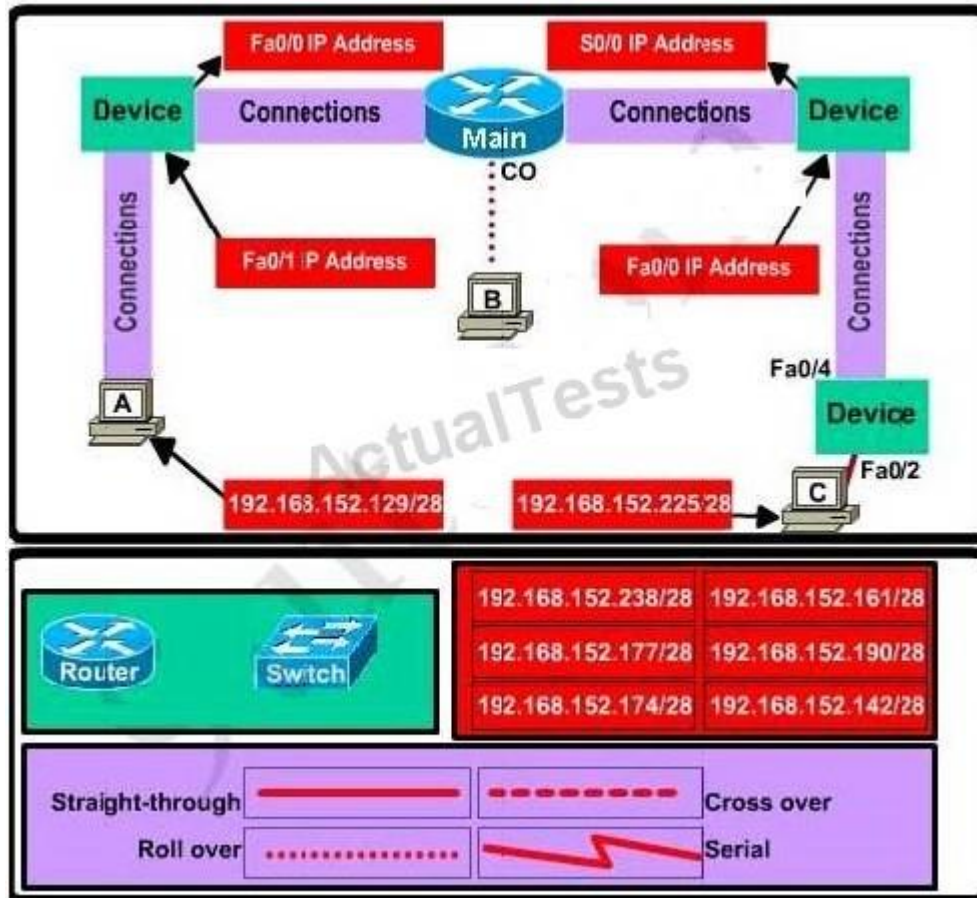 Fa0/0 IP Address
S0/0 IP Address
Device
Connections
Main
Connections
Device
CO
Connections
Fa0/1 IP Address
B
Fa0/0 IP Address
Connections
ActualTests
Fa0/4
A
Device
Fa0/2
192.168.152.129/28
192.168.152.225/28
C
Router
Switch
192.168.152.238/28
192.168.152.161/28
192.168.152.177/28
192.168.152.190/28
192.168.152.174/28
192.168.152.142/28
Straight-through
Cross over
Roll over
Serial